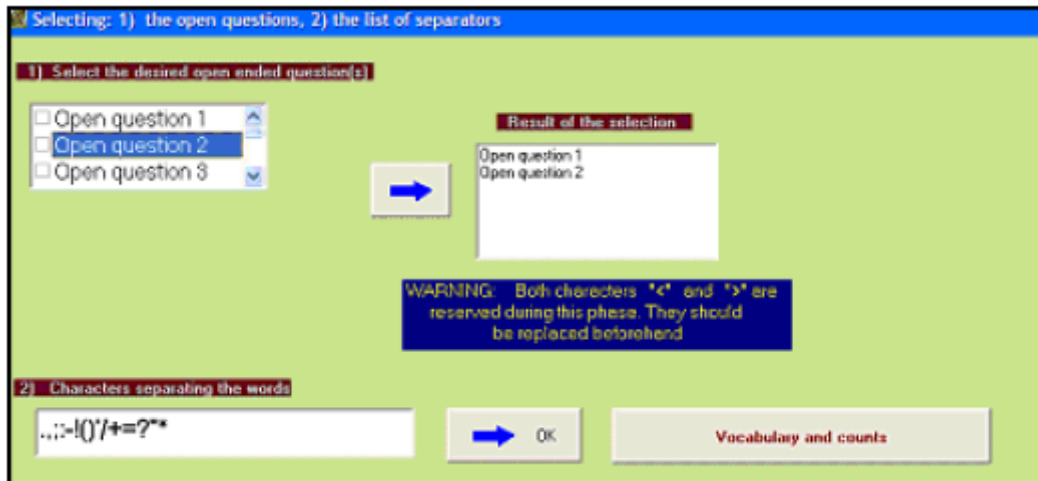 Selecting: 1) the open questions, 2) the list of separators
1) Select the desired open ended question(s)
Open question 1
Open question 2
Open question 3
Result of the selection
Open question 1
Open question 2
WARNING: Both characters "<" and ">" are
reserved during this phase. They should
be replaced beforehand
2) Characters separating the words
.,;:-!()'/+=?"*
OK
Vocabulary and counts